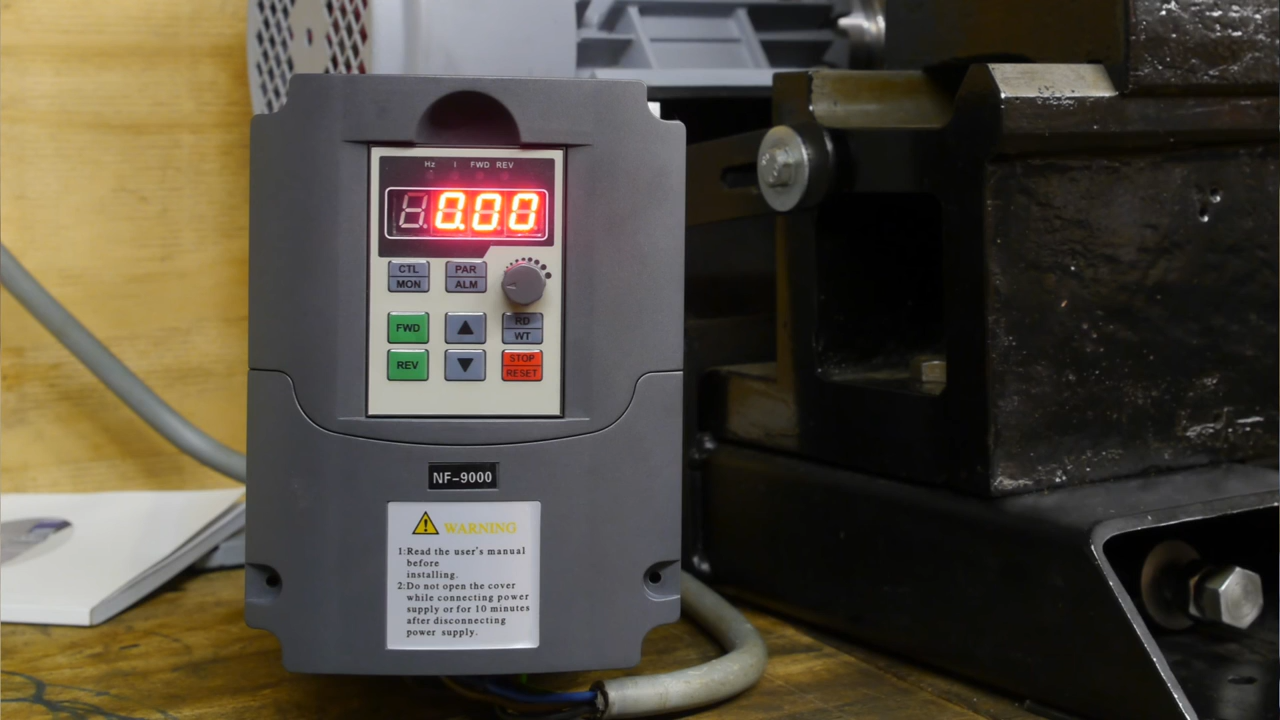 Hz I FWD REV
0.00
CTL PAR
MON ALM
FWD RD
WT
REV STOP
RESET
NF-9000
WARNING
1:Read the user's manual
before
installing.
2:Do not open the cover
while connecting power
supply or for 10 minutes
after disconnecting
power supply.